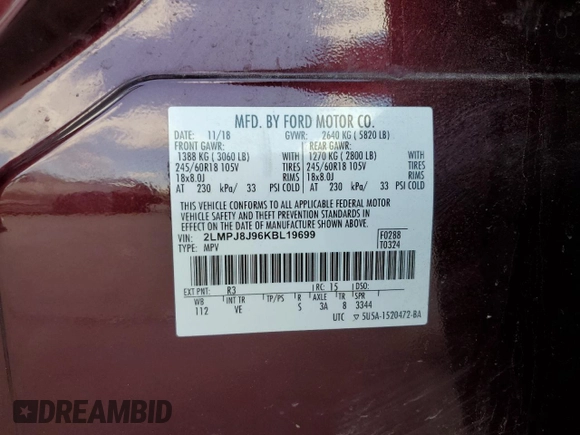 MFD. BY FORD MOTOR CO.
DATE: 11/18 GVWR: 2640 KG (5820 LB)
FRONT GAWR: REAR GAWR:
1388 KG (3060 LB) WITH 1270 KG (2800 LB) WITH
245/60R18 105V TIRES 245/60R18 105V TIRES
18x8.0J RIMS 18x8.0J RIMS
AT 230 kPa/ 33 PSI COLD AT 230 kPa/ 33 PSI COLD
THIS VEHICLE CONFORMS TO ALL APPLICABLE FEDERAL MOTOR
VEHICLE SAFETY AND THEFT PREVENTION STANDARDS IN
EFFECT ON THE DATE OF MANUFACTURE SHOWN ABOVE.
VIN: 2LMPJ8J96KBL19699 F0288
TYPE: MPV T0324
EXT PNT: R3 RC: 15 DSO:
WB INT TR TP/PS R AXLE TR SPR
112 VE S 3A 8 3344
UTC ▽ 5U5A-1520472-BA
DREAMBID